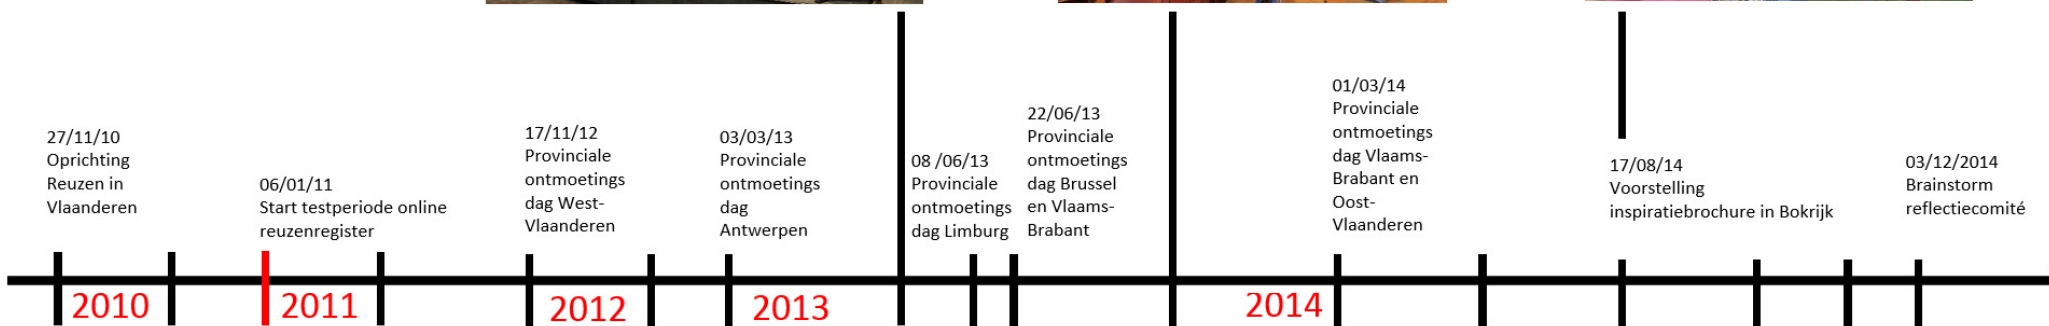 27/11/10
Oprichting
Reuzen in
Vlaanderen
06/01/11
Start testperiode online
reuzenregister
17/11/12
Provinciale
ontmoetings
dag West-
Vlaanderen
03/03/13
Provinciale
ontmoetings
dag
Antwerpen
08 /06/13
Provinciale
ontmoetings
dag Limburg
22/06/13
Provinciale
ontmoetings
dag Brussel
en Vlaams-
Brabant
01/03/14
Provinciale
ontmoetings
dag Vlaams-
Brabant en
Oost-
Vlaanderen
17/08/14
Voorstelling
inspiratiebrochure in Bokrijk
03/12/2014
Brainstorm
reflectiecomité
2010
2011
2012
2013
2014